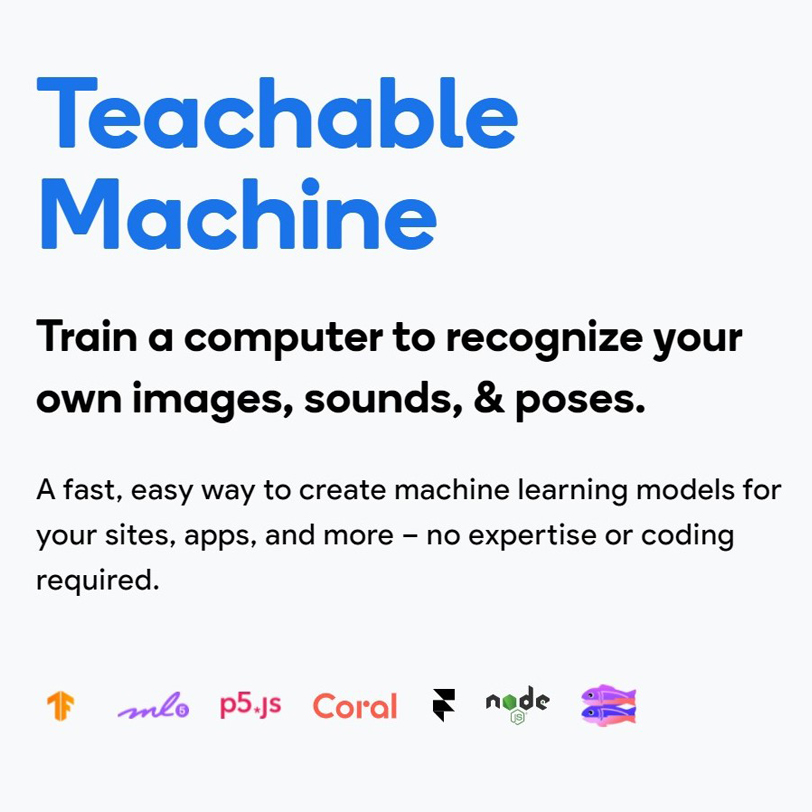 Teachable
Machine
Train a computer to recognize your
own images, sounds, & poses.
A fast, easy way to create machine learning models for
your sites, apps, and more – no expertise or coding
required.
TF ml5 p5*js Coral node JS